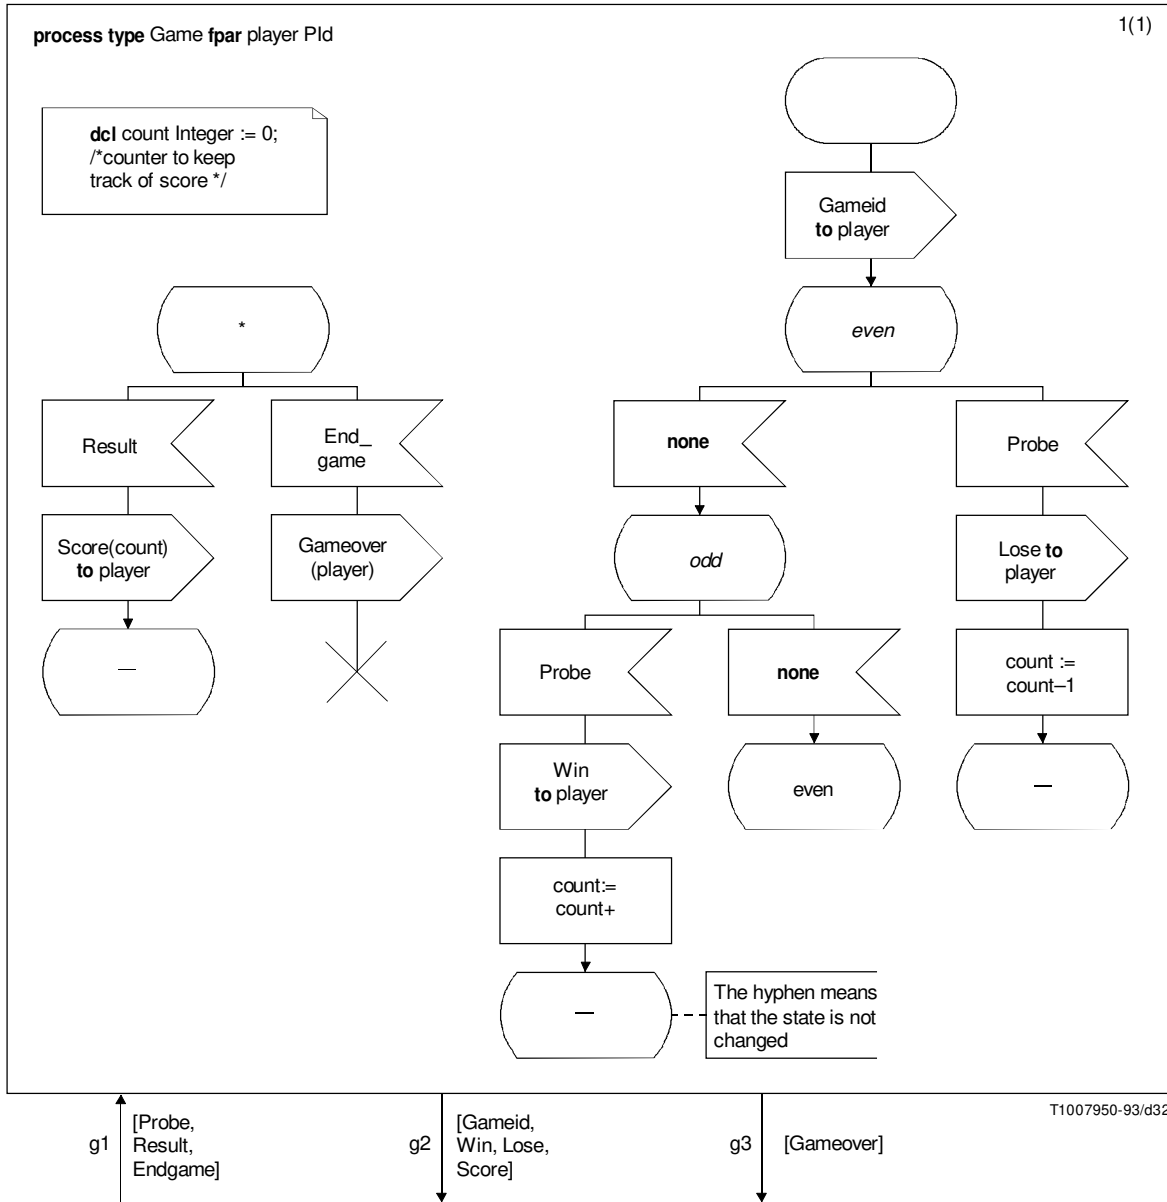 process type Game fpar player PId
1(1)
dcl count Integer := 0;
/*counter to keep
track of score */
Gameid
to player
*
even
Result
End_
game
none
Probe
Score(count)
to player
Gameover
(player)
odd
Lose to
player
—
Probe
none
count :=
count–1
Win
to player
even
—
count:=
count+
—
The hyphen means
that the state is not
changed
T1007950-93/d32
g1
[Probe,
Result,
Endgame]
g2
[Gameid,
Win, Lose,
Score]
g3
[Gameover]